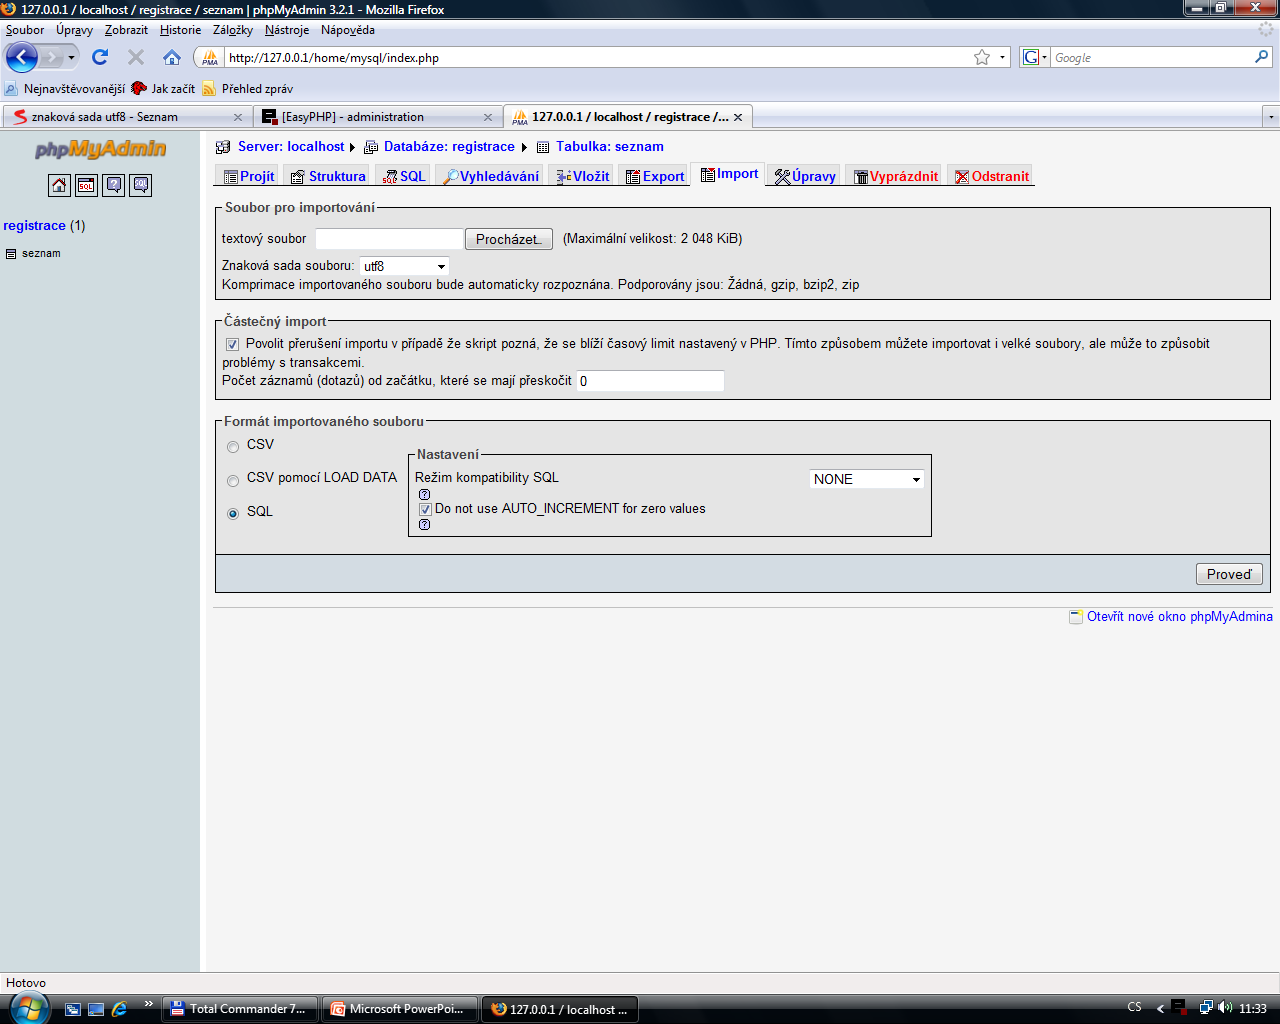 127.0.0.1 / localhost / registrace / seznam | phpMyAdmin 3.2.1 - Mozilla Firefox
Soubor Úpravy Zobrazit Historie Záložky Nástroje Nápověda
http://127.0.0.1/home/mysql/index.php
Google
Nejnavštěvovanější Jak začít Přehled zpráv
znaková sada utf8 - Seznam
[EasyPHP] - administration
127.0.0.1 / localhost / registrace /...
phpMyAdmin
SQL
registrace (1)
seznam
Server: localhost Databáze: registrace Tabulka: seznam
Projít Struktura SQL Vyhledávání Vložit Export Import Úpravy Vyprázdnit Odstranit
Soubor pro importování
textový soubor Procházet... (Maximální velikost: 2 048 KiB)
Znaková sada souboru: utf8
Komprimace importovaného souboru bude automaticky rozpoznána. Podporovány jsou: Žádná, gzip, bzip2, zip
Částečný import
Povolit přerušení importu v případě že skript pozná, že se blíží časový limit nastavený v PHP. Tímto způsobem můžete importovat i velké soubory, ale může to způsobit
problémy s transakcemi.
Počet záznamů (dotazů) od začátku, které se mají přeskočit 0
Formát importovaného souboru
CSV
CSV pomocí LOAD DATA
SQL
Nastavení
Režim kompatibility SQL NONE
Do not use AUTO_INCREMENT for zero values
Proveď
Otevřít nové okno phpMyAdmina
Hotovo
Total Commander 7...
Microsoft PowerPoi...
127.0.0.1 / localhost ...
CS
11:33